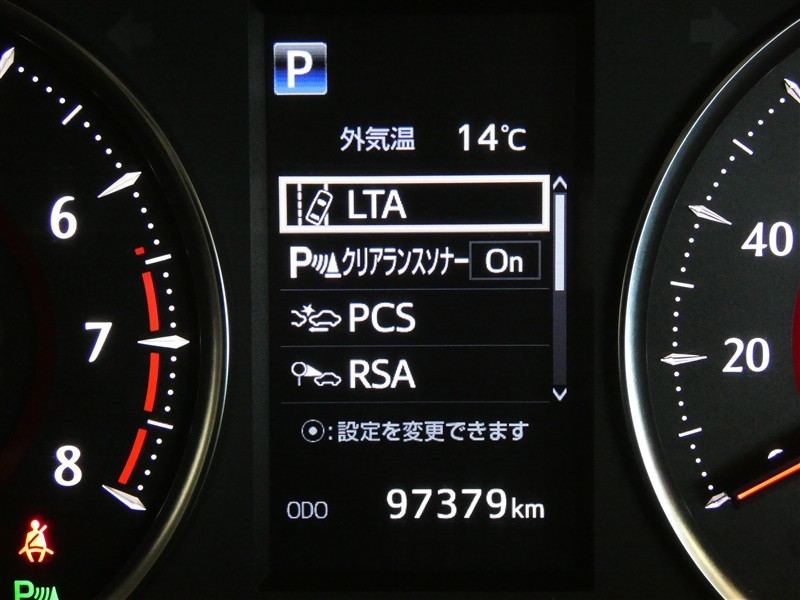 P
外気温 14℃
LTA
Pクリアランスソナー On
PCS
RSA
⦿:設定を変更できます
ODO 97379km
6
7
8
P
40
20